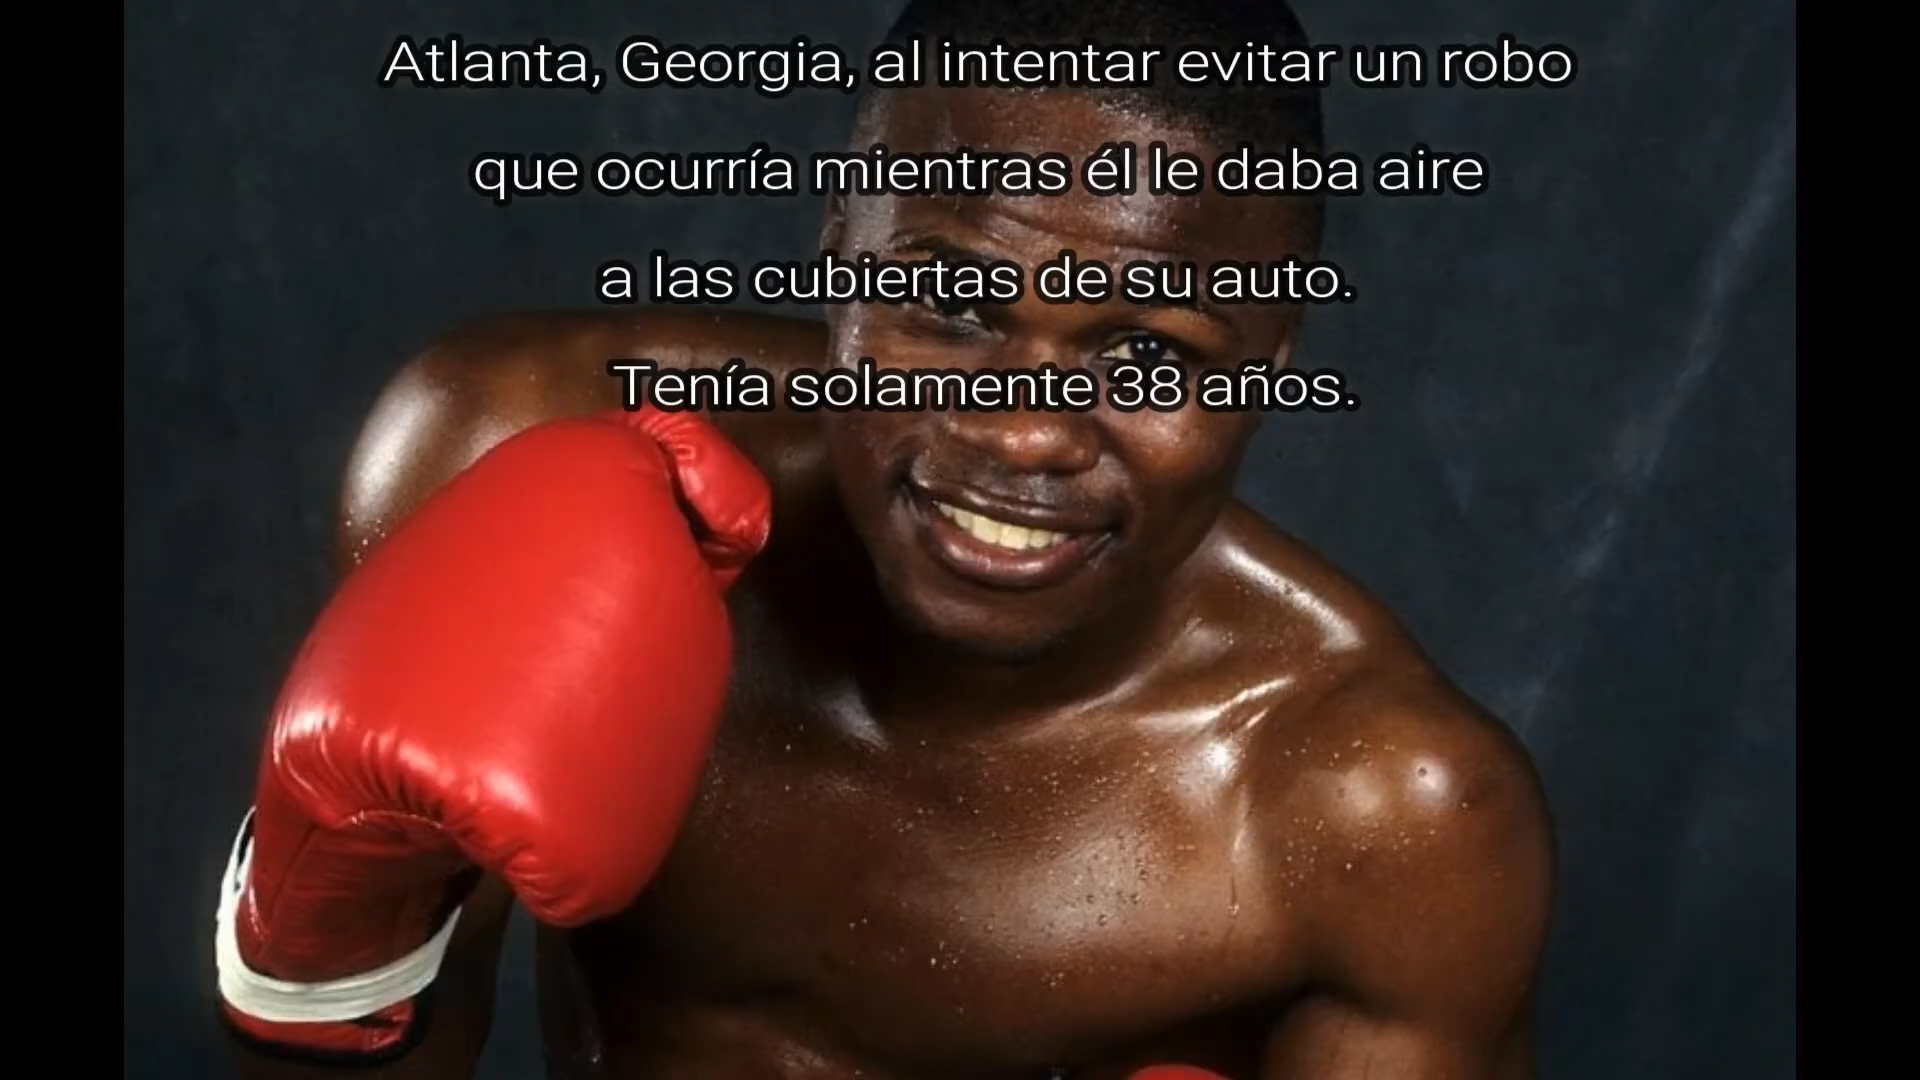 Atlanta, Georgia, al intentar evitar un robo
que ocurría mientras él le daba aire
a las cubiertas de su auto.
Tenía solamente 38 años.